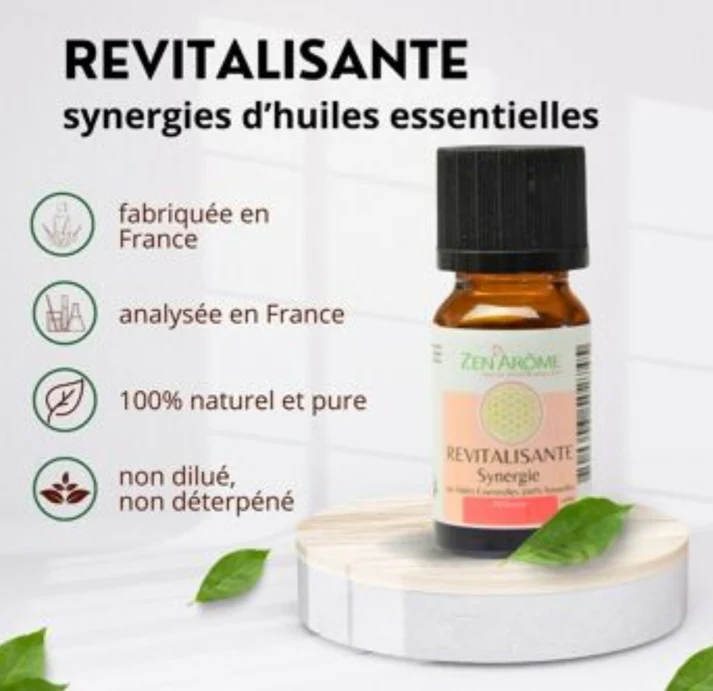 REVITALISANTE
synergies d'huiles essentielles
fabriquée en
France
analysée en France
100% naturel et pure
non dilué,
non déterpéné
ZEN'ARÔME
REVITALISANTE
Synergie